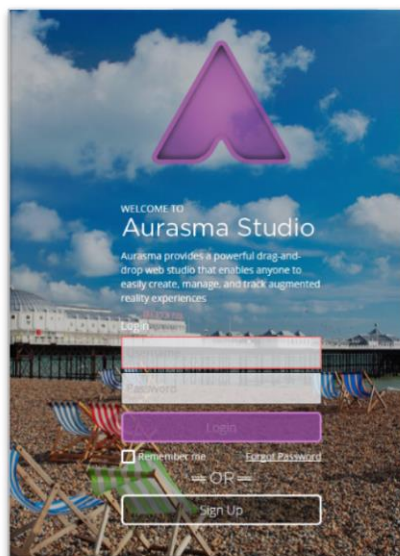 WELCOME TO
Aurasma Studio
Aurasma provides a powerful drag-and-
drop web studio that enables anyone to
easily create, manage, and track augmented
reality experiences
Login
Password
Login
Remember me Forgot Password
OR
Sign Up